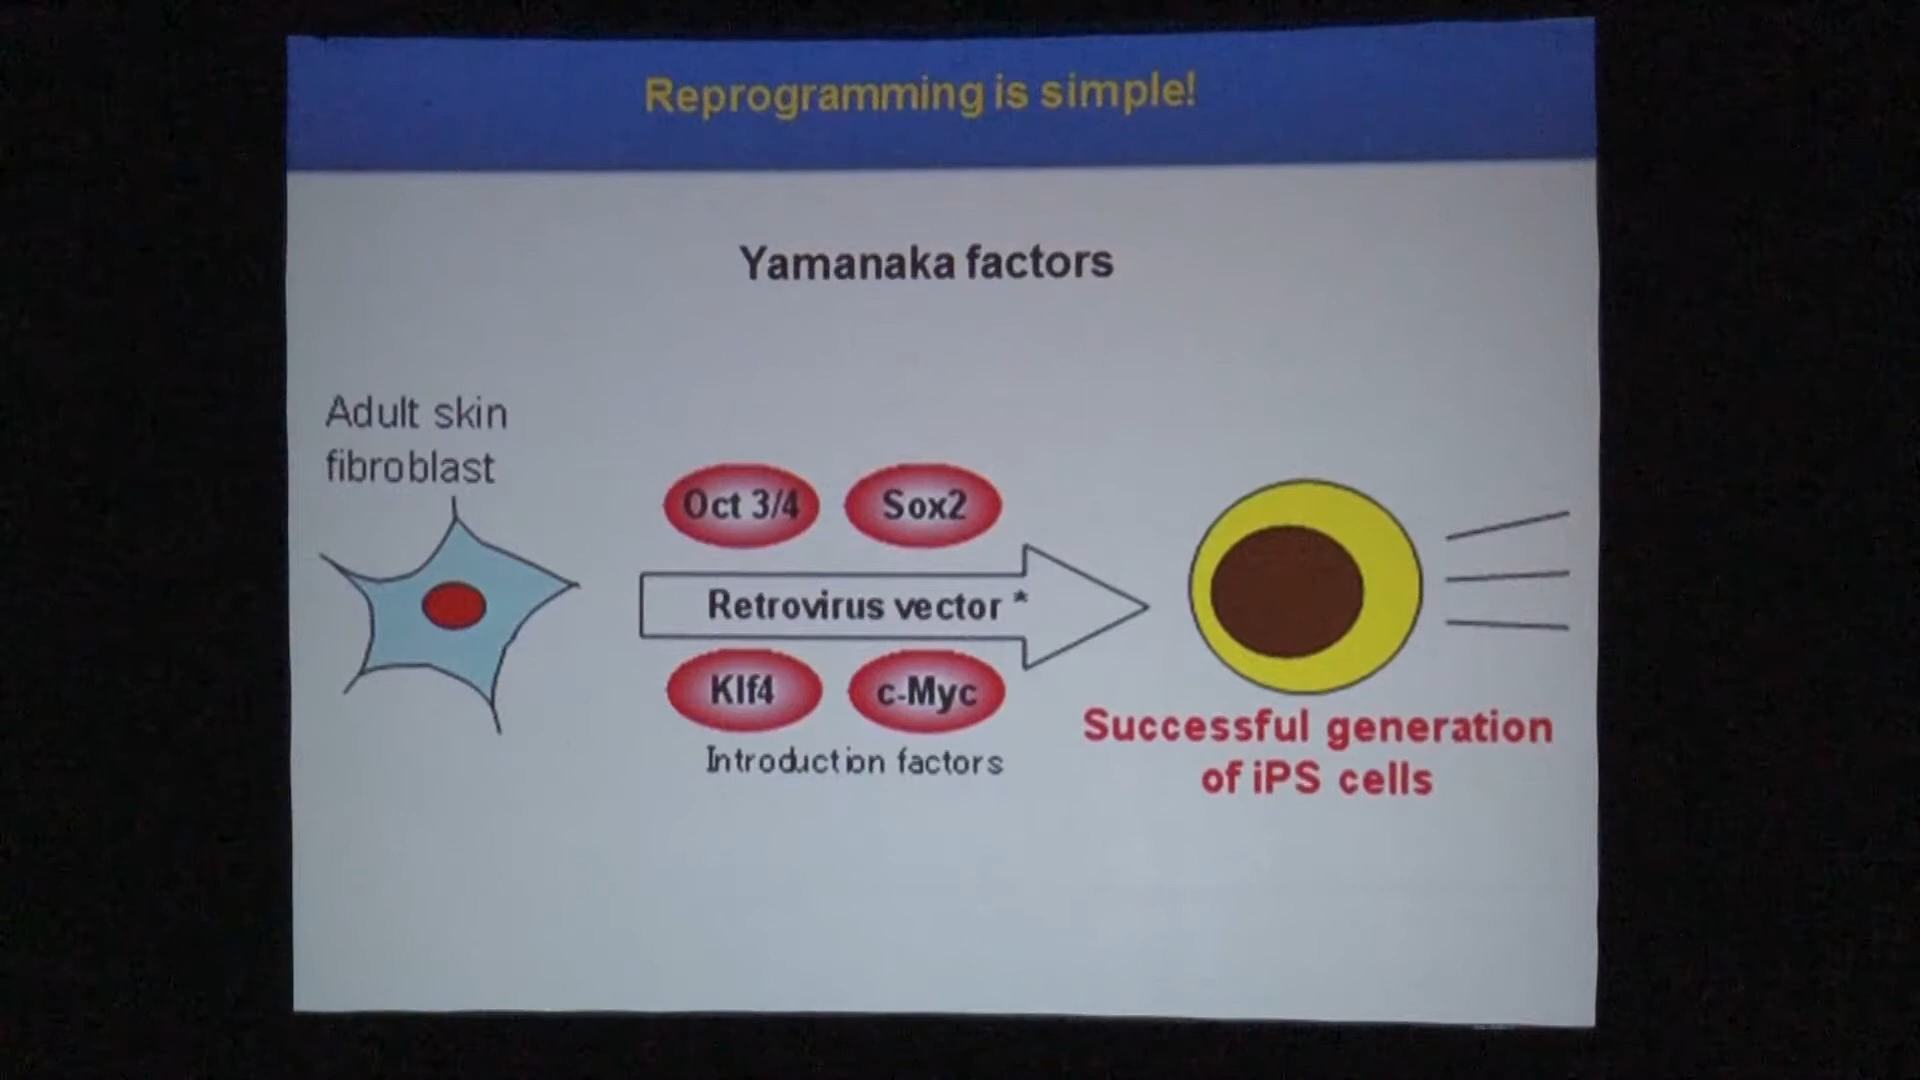 Reprogramming is simple!
Yamanaka factors
Adult skin
fibroblast
Oct 3/4
Sox2
Retrovirus vector *
Klf4
c-Myc
Introduction factors
Successful generation
of iPS cells